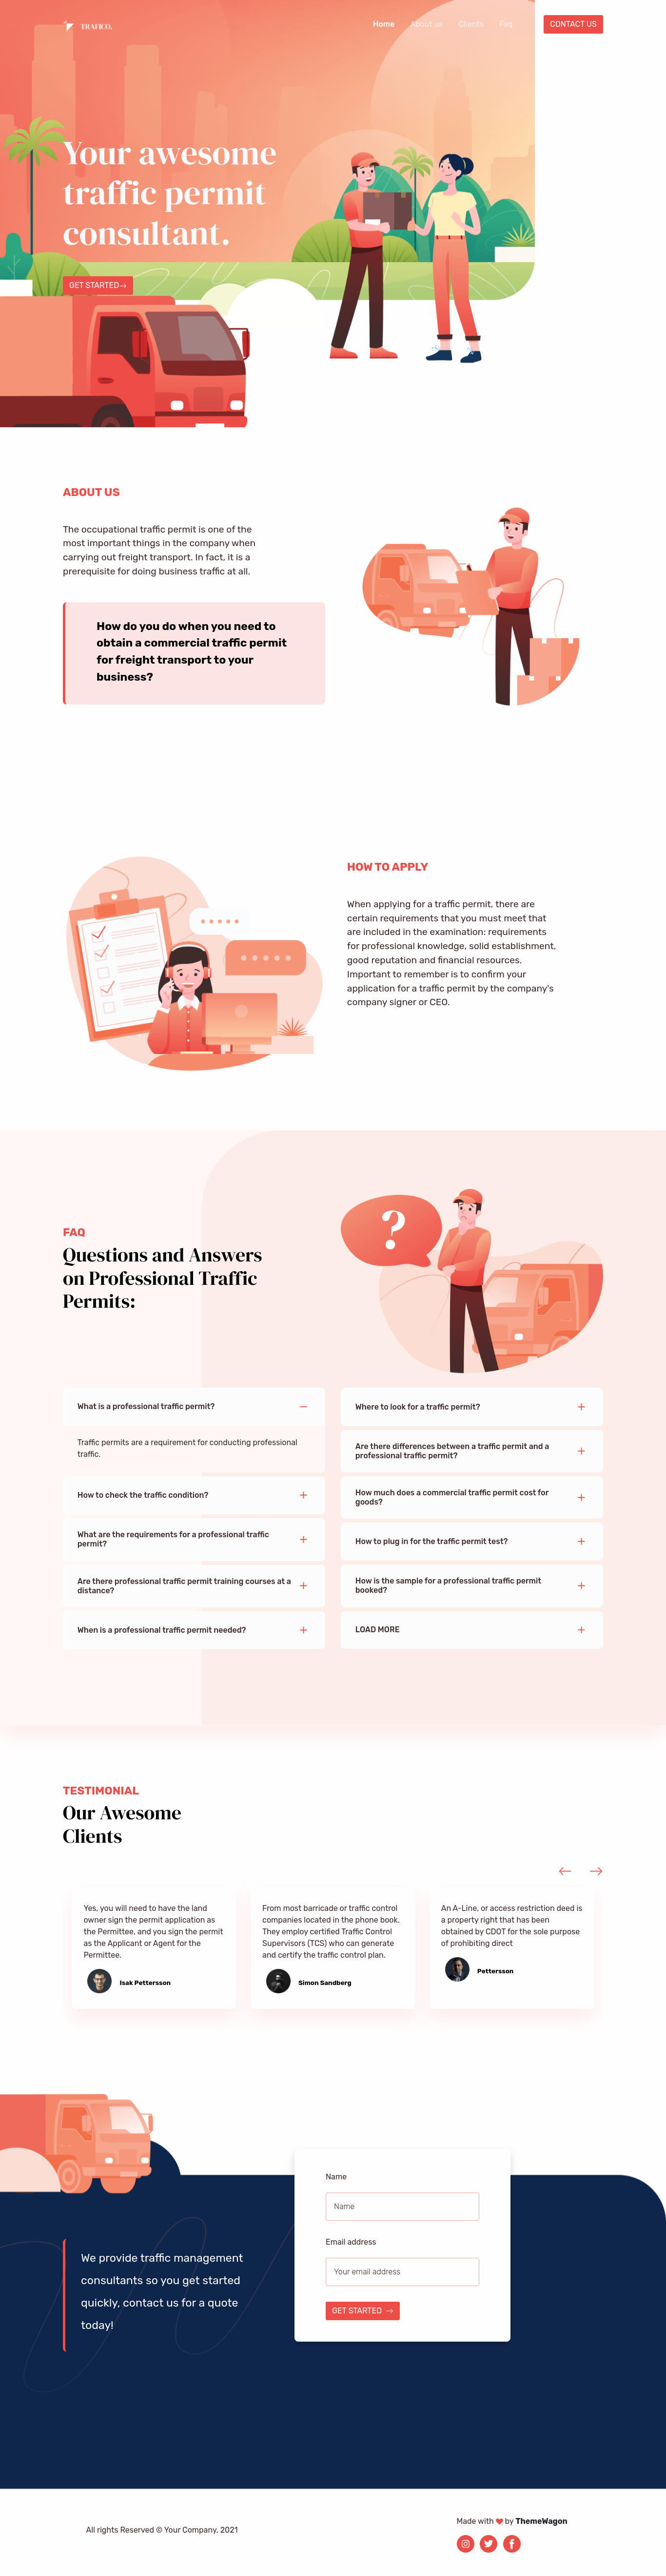 TRAFICO.
Home
About us
Clients
Faq
CONTACT US
Your awesome
traffic permit
consultant.
GET STARTED
ABOUT US
The occupational traffic permit is one of the
most important things in the company when
carrying out freight transport. In fact, it is a
prerequisite for doing business traffic at all.
How do you do when you need to
obtain a commercial traffic permit
for freight transport to your
business?
HOW TO APPLY
When applying for a traffic permit, there are
certain requirements that you must meet that
are included in the examination: requirements
for professional knowledge, solid establishment,
good reputation and financial resources.
Important to remember is to confirm your
application for a traffic permit by the company's
company signer or CEO.
FAQ
Questions and Answers
on Professional Traffic
Permits:
?
What is a professional traffic permit?
Traffic permits are a requirement for conducting professional
traffic.
How to check the traffic condition?
What are the requirements for a professional traffic
permit?
Are there professional traffic permit training courses at a
distance?
When is a professional traffic permit needed?
Where to look for a traffic permit?
Are there differences between a traffic permit and a
professional traffic permit?
How much does a commercial traffic permit cost for
goods?
How to plug in for the traffic permit test?
How is the sample for a professional traffic permit
booked?
LOAD MORE
TESTIMONIAL
Our Awesome
Clients
Yes, you will need to have the land
owner sign the permit application as
the Permittee, and you sign the permit
as the Applicant or Agent for the
Permittee.
Isak Pettersson
From most barricade or traffic control
companies located in the phone book.
They employ certified Traffic Control
Supervisors (TCS) who can generate
and certify the traffic control plan.
Simon Sandberg
An A-Line, or access restriction deed is
a property right that has been
obtained by CDOT for the sole purpose
of prohibiting direct
Pettersson
We provide traffic management
consultants so you get started
quickly, contact us for a quote
today!
Name
Name
Email address
Your email address
GET STARTED
All rights Reserved © Your Company, 2021
Made with by ThemeWagon